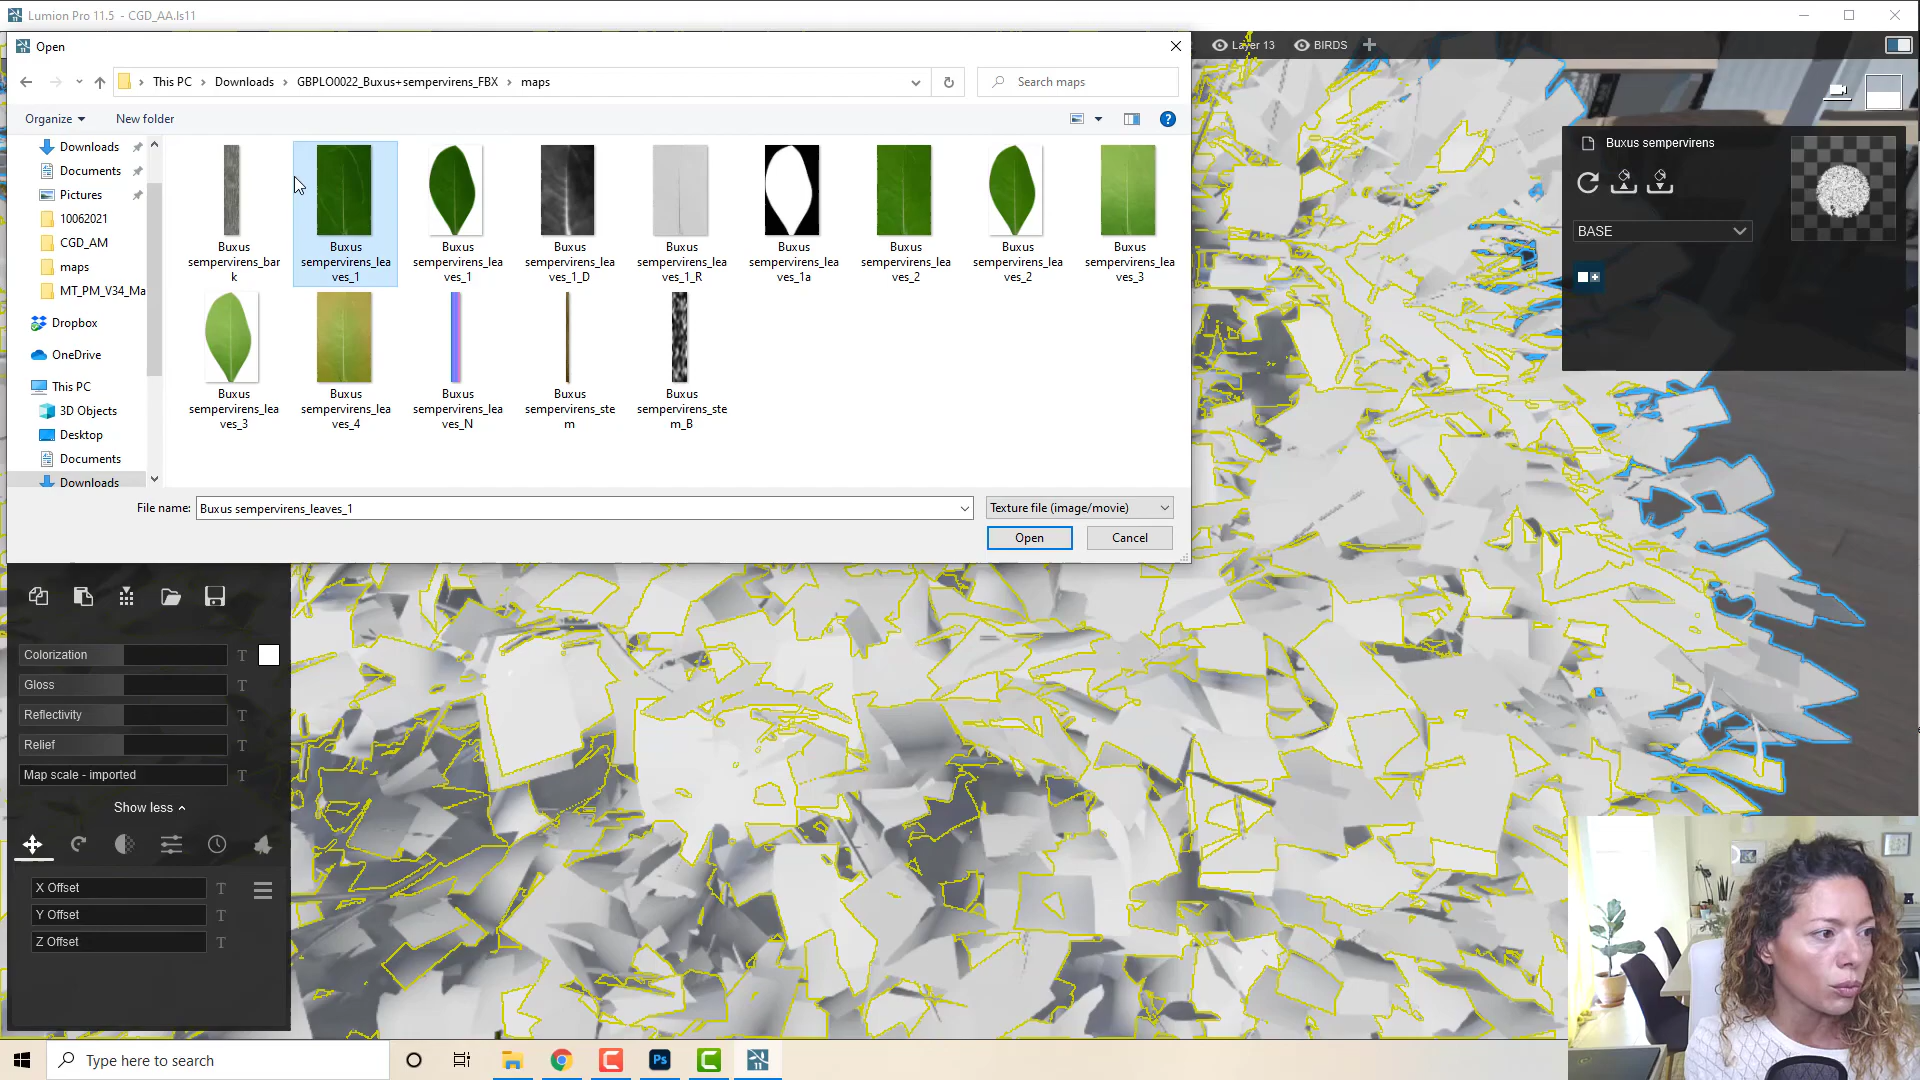 Lumion Pro 11.5 - CGD_AA.ls11
Open
This PC > Downloads > GBPLO0022_Buxus+sempervirens_FBX > maps
Search maps
Organize
New folder
Downloads
Documents
Pictures
10062021
CGD_AM
maps
MT_PM_V34_Ma
Dropbox
OneDrive
This PC
3D Objects
Desktop
Documents
Downloads
Buxus sempervirens_bark
Buxus sempervirens_leaves_1
Buxus sempervirens_leaves_1
Buxus sempervirens_leaves_1_D
Buxus sempervirens_leaves_1_R
Buxus sempervirens_leaves_1a
Buxus sempervirens_leaves_2
Buxus sempervirens_leaves_2
Buxus sempervirens_leaves_3
Buxus sempervirens_leaves_3
Buxus sempervirens_leaves_4
Buxus sempervirens_leaves_N
Buxus sempervirens_stem
Buxus sempervirens_stem_B
File name: Buxus sempervirens_leaves_1
Texture file (image/movie)
Open
Cancel
Layer 13
BIRDS
Buxus sempervirens
BASE
Colorization
T
Gloss
T
Reflectivity
T
Relief
T
Map scale - imported
T
Show less
X Offset
T
Y Offset
T
Z Offset
T
Type here to search
Ps